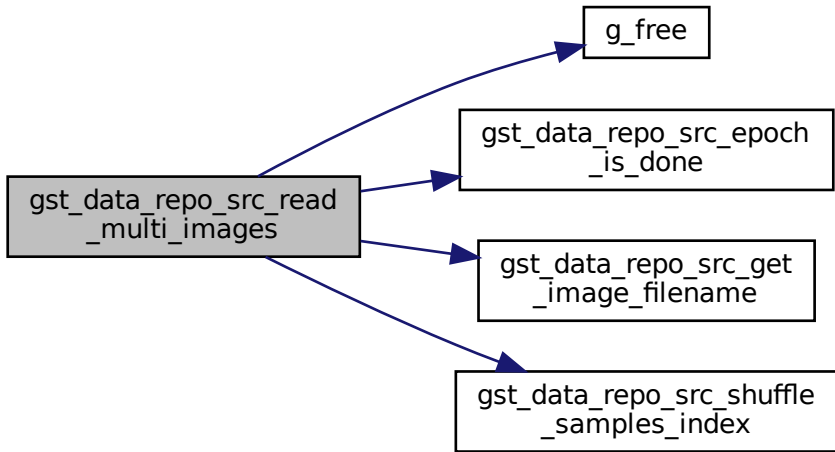 g_free
gst_data_repo_src_epoch
_is_done
gst_data_repo_src_read
_multi_images
gst_data_repo_src_get
_image_filename
gst_data_repo_src_shuffle
_samples_index